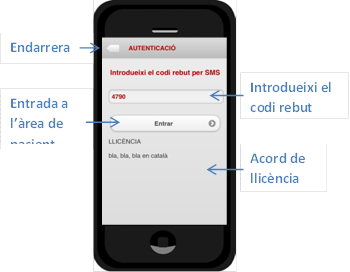 Endarrera
AUTENTICACIÓ
Introdueixi el codi rebut per SMS
4790
Introdueixi el
codi rebut
Entrada a
l'àrea de
pacient
Entrar
LLICÈNCIA
bla, bla, bla en català
Acord de
llicència